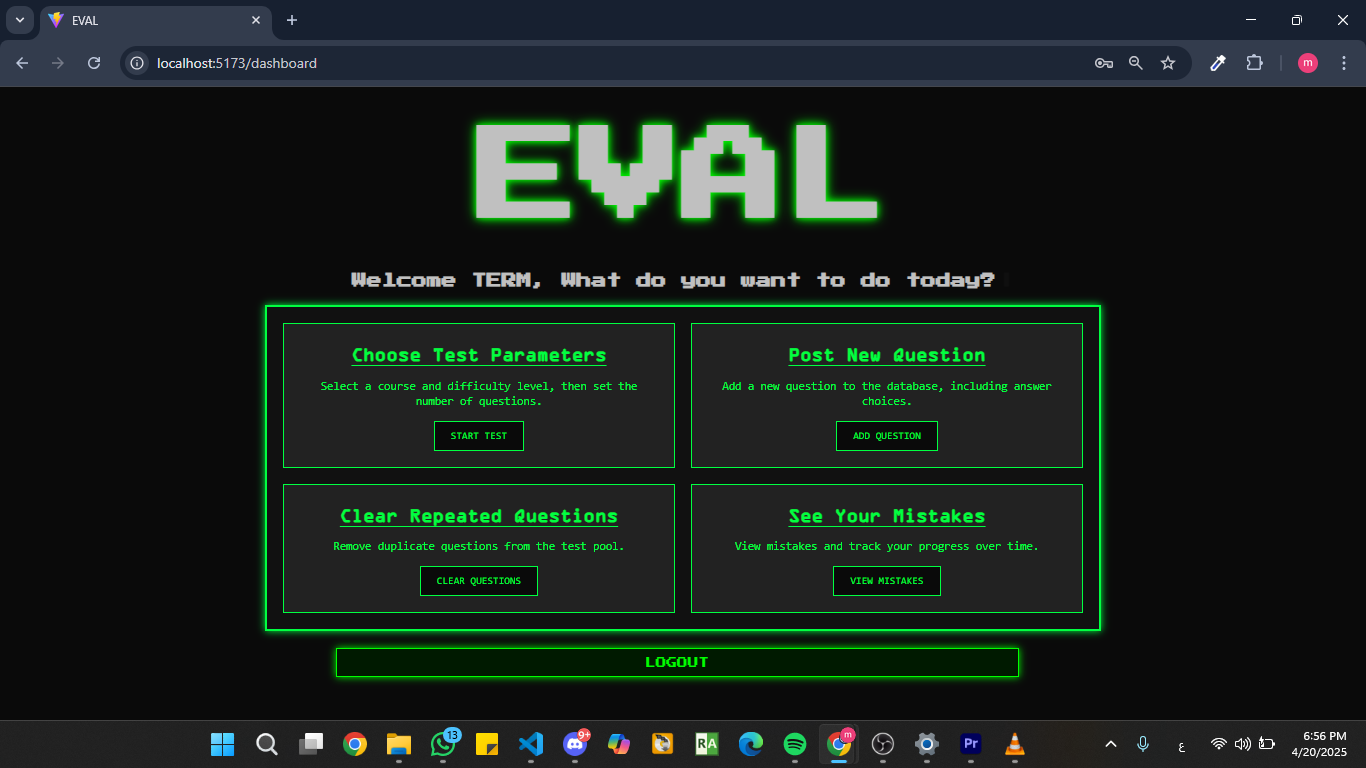 EVAL
localhost:5173/dashboard
m
EVAL
Welcome TERM, What do you want to do today?
Choose Test Parameters
Select a course and difficulty level, then set the
number of questions.
START TEST
Post New Question
Add a new question to the database, including answer
choices.
ADD QUESTION
Clear Repeated Questions
Remove duplicate questions from the test pool.
CLEAR QUESTIONS
See Your Mistakes
View mistakes and track your progress over time.
VIEW MISTAKES
LOGOUT
13
9+
RA
m
Pr
ع
6:56 PM
4/20/2025